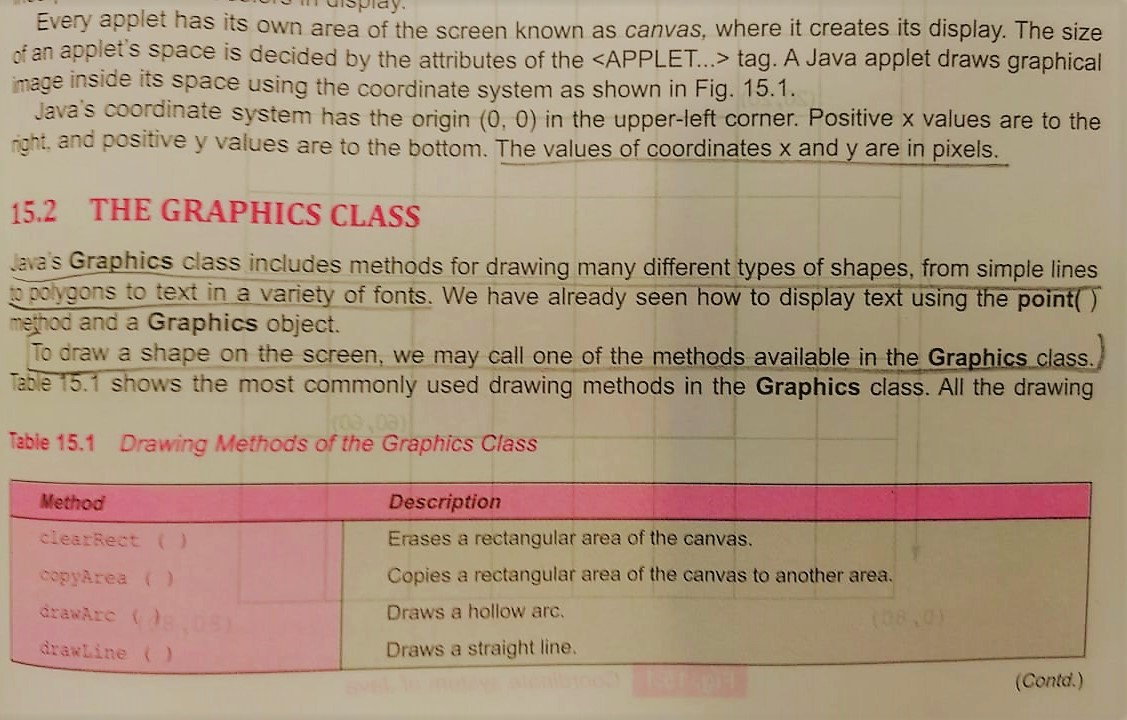 display.
Every applet has its own area of the screen known as canvas, where it creates its display. The size
of an applet's space is decided by the attributes of the <APPLET...> tag. A Java applet draws graphical
image inside its space using the coordinate system as shown in Fig. 15.1.
Java's coordinate system has the origin (0, 0) in the upper-left corner. Positive x values are to the
right, and positive y values are to the bottom. The values of coordinates x and y are in pixels.
15.2 THE GRAPHICS CLASS
Java's Graphics class includes methods for drawing many different types of shapes, from simple lines
to polygons to text in a variety of fonts. We have already seen how to display text using the point( )
method and a Graphics object.
To draw a shape on the screen, we may call one of the methods available in the Graphics class.
Table 15.1 shows the most commonly used drawing methods in the Graphics class. All the drawing
Table 15.1 Drawing Methods of the Graphics Class
Method Description
clearRect ( ) Erases a rectangular area of the canvas.
copyArea ( ) Copies a rectangular area of the canvas to another area.
drawArc ( ) Draws a hollow arc.
drawLine ( ) Draws a straight line.
(Contd.)